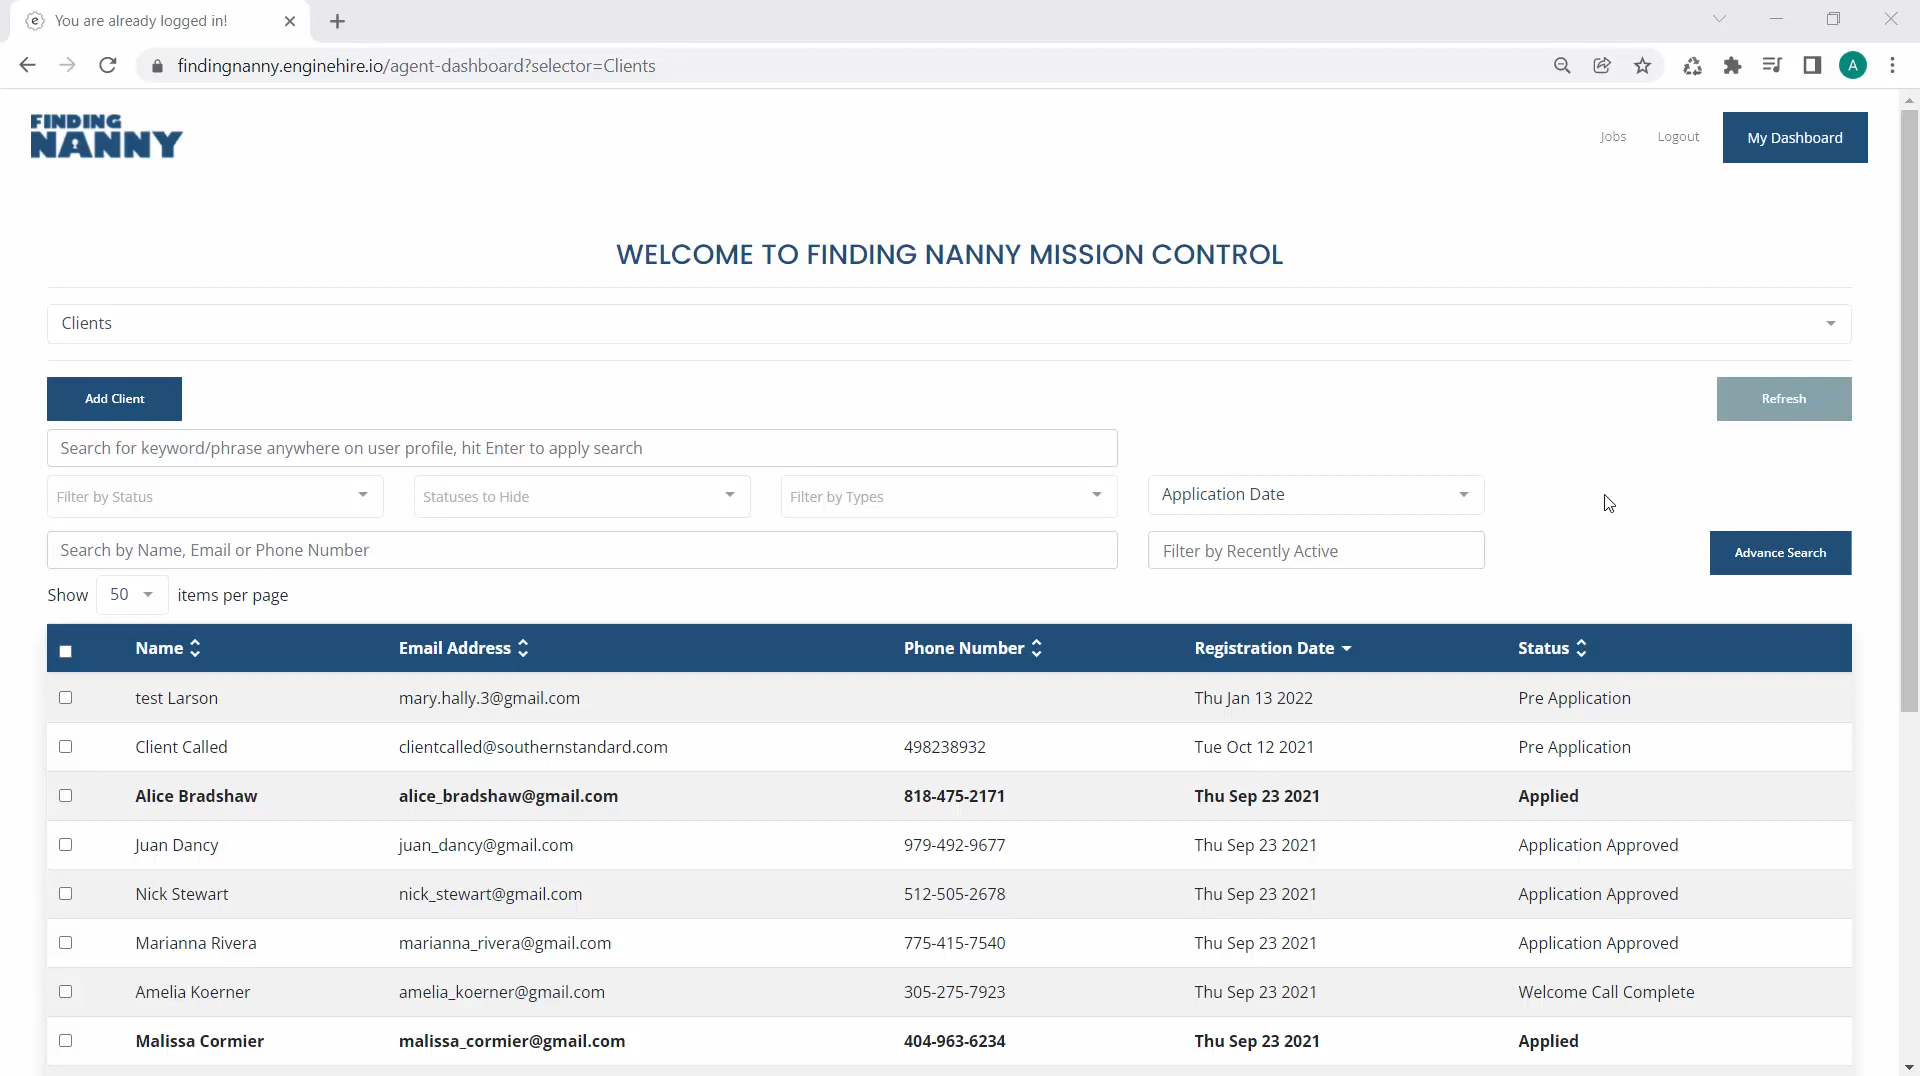 You are already logged in!
findingnanny.enginehire.io/agent-dashboard?selector=Clients
A
FINDING
NANNY
Jobs
Logout
My Dashboard
WELCOME TO FINDING NANNY MISSION CONTROL
Clients
Add Client
Refresh
Search for keyword/phrase anywhere on user profile, hit Enter to apply search
Filter by Status
Statuses to Hide
Filter by Types
Application Date
Search by Name, Email or Phone Number
Filter by Recently Active
Advance Search
Show 50 items per page
Name Email Address Phone Number Registration Date Status
test Larson mary.hally.3@gmail.com Thu Jan 13 2022 Pre Application
Client Called clientcalled@southernstandard.com 498238932 Tue Oct 12 2021 Pre Application
Alice Bradshaw alice_bradshaw@gmail.com 818-475-2171 Thu Sep 23 2021 Applied
Juan Dancy juan_dancy@gmail.com 979-492-9677 Thu Sep 23 2021 Application Approved
Nick Stewart nick_stewart@gmail.com 512-505-2678 Thu Sep 23 2021 Application Approved
Marianna Rivera marianna_rivera@gmail.com 775-415-7540 Thu Sep 23 2021 Application Approved
Amelia Koerner amelia_koerner@gmail.com 305-275-7923 Thu Sep 23 2021 Welcome Call Complete
Malissa Cormier malissa_cormier@gmail.com 404-963-6234 Thu Sep 23 2021 Applied